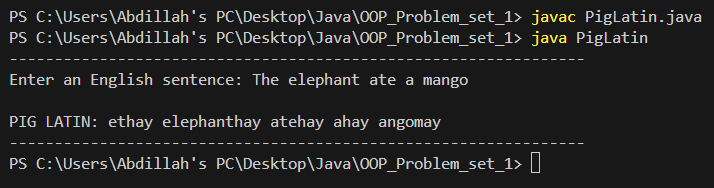 PS C:\Users\Abdillah's PC\Desktop\Java\OOP_Problem_set_1> javac PigLatin.java
PS C:\Users\Abdillah's PC\Desktop\Java\OOP_Problem_set_1> java PigLatin
----------------------------------------------------------------
Enter an English sentence: The elephant ate a mango

PIG LATIN: ethay elephanthay atehay ahay angomay
----------------------------------------------------------------
PS C:\Users\Abdillah's PC\Desktop\Java\OOP_Problem_set_1>